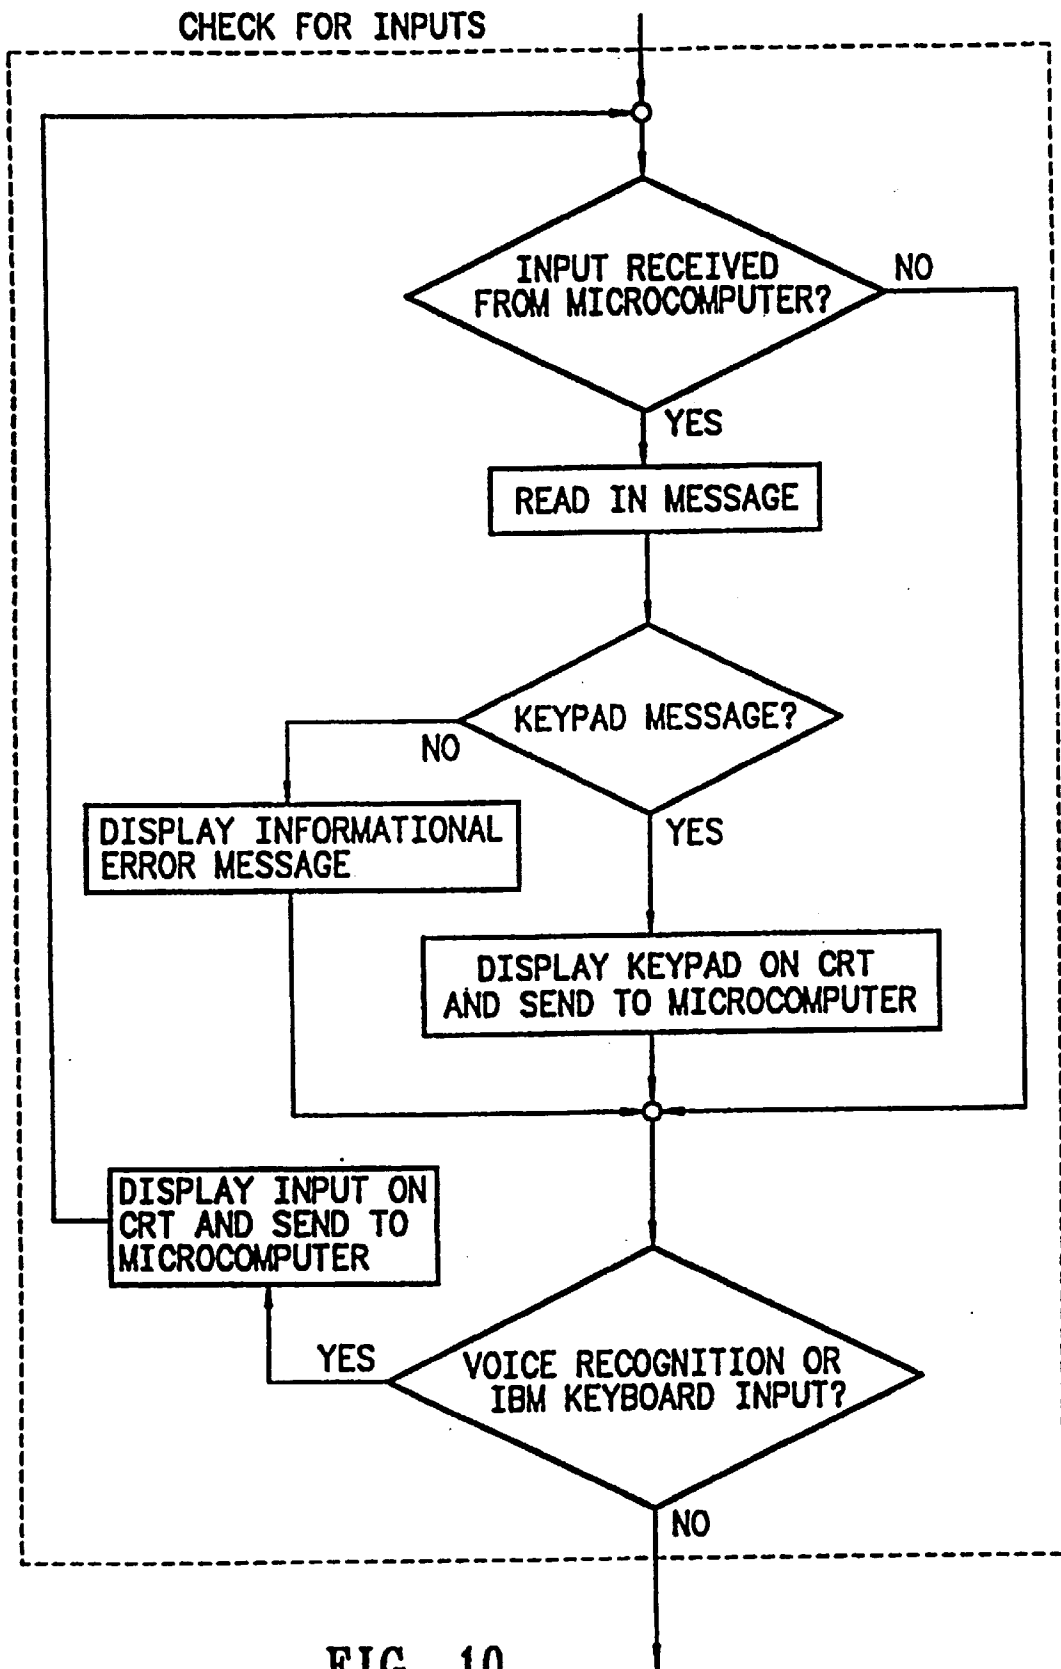 CHECK FOR INPUTS
INPUT RECEIVED
FROM MICROCOMPUTER?
NO
YES
READ IN MESSAGE
KEYPAD MESSAGE?
NO
YES
DISPLAY INFORMATIONAL
ERROR MESSAGE
DISPLAY KEYPAD ON CRT
AND SEND TO MICROCOMPUTER
DISPLAY INPUT ON
CRT AND SEND TO
MICROCOMPUTER
YES
VOICE RECOGNITION OR
IBM KEYBOARD INPUT?
NO
FIG. 10